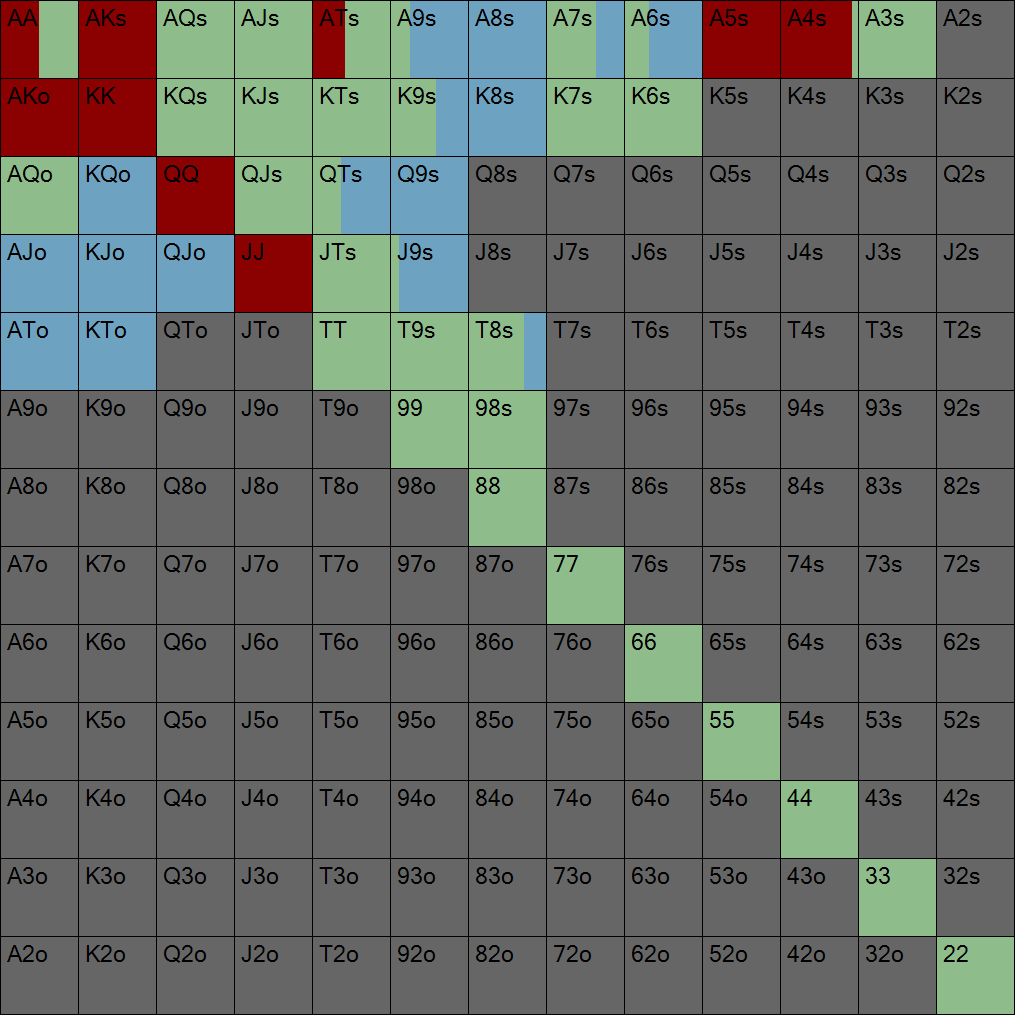 AA AKs AQs AJs ATs A9s A8s A7s A6s A5s A4s A3s A2s
AKo KK KQs KJs KTs K9s K8s K7s K6s K5s K4s K3s K2s
AQo KQo QQ QJs QTs Q9s Q8s Q7s Q6s Q5s Q4s Q3s Q2s
AJo KJo QJo JJ JTs J9s J8s J7s J6s J5s J4s J3s J2s
ATo KTo QTo JTo TT T9s T8s T7s T6s T5s T4s T3s T2s
A9o K9o Q9o J9o T9o 99 98s 97s 96s 95s 94s 93s 92s
A8o K8o Q8o J8o T8o 98o 88 87s 86s 85s 84s 83s 82s
A7o K7o Q7o J7o T7o 97o 87o 77 76s 75s 74s 73s 72s
A6o K6o Q6o J6o T6o 96o 86o 76o 66 65s 64s 63s 62s
A5o K5o Q5o J5o T5o 95o 85o 75o 65o 55 54s 53s 52s
A4o K4o Q4o J4o T4o 94o 84o 74o 64o 54o 44 43s 42s
A3o K3o Q3o J3o T3o 93o 83o 73o 63o 53o 43o 33 32s
A2o K2o Q2o J2o T2o 92o 82o 72o 62o 52o 42o 32o 22